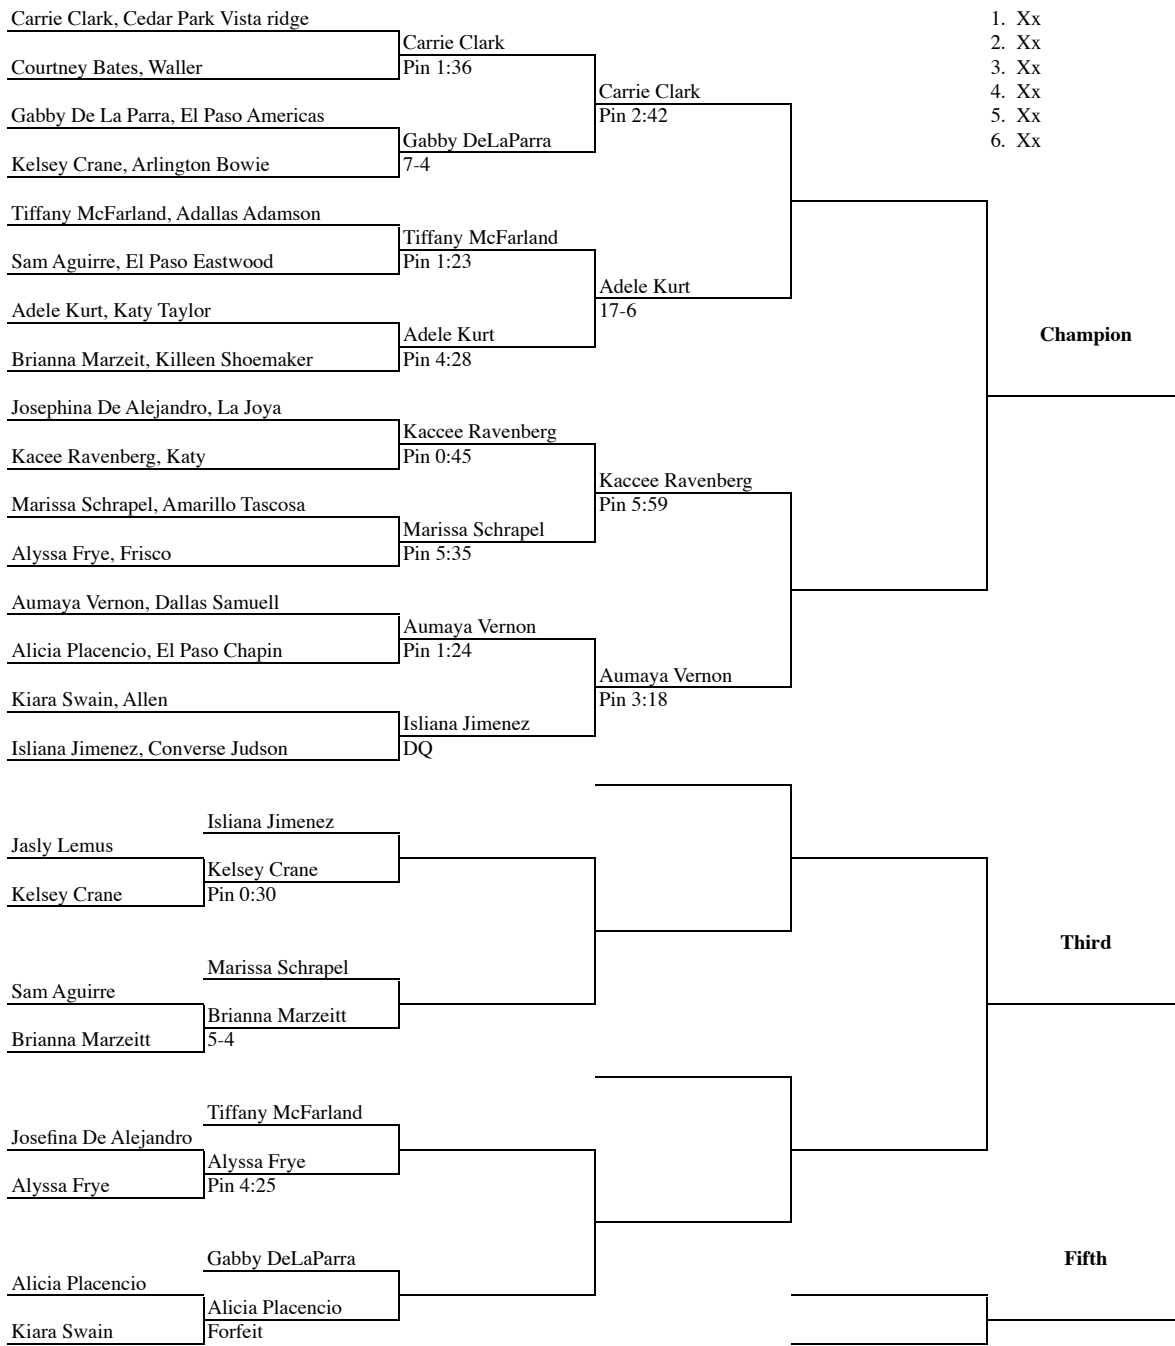 Carrie Clark, Cedar Park Vista ridge
1. Xx
Carrie Clark
2. Xx
Courtney Bates, Waller
Pin 1:36
3. Xx
Carrie Clark
4. Xx
Gabby De La Parra, El Paso Americas
Pin 2:42
5. Xx
Gabby DeLaParra
6. Xx
Kelsey Crane, Arlington Bowie
7-4
Tiffany McFarland, Adallas Adamson
Tiffany McFarland
Sam Aguirre, El Paso Eastwood
Pin 1:23
Adele Kurt
Adele Kurt, Katy Taylor
17-6
Adele Kurt
Champion
Brianna Marzeit, Killeen Shoemaker
Pin 4:28
Josephina De Alejandro, La Joya
Kaccee Ravenberg
Kacee Ravenberg, Katy
Pin 0:45
Kaccee Ravenberg
Marissa Schrapel, Amarillo Tascosa
Pin 5:59
Marissa Schrapel
Alyssa Frye, Frisco
Pin 5:35
Aumaya Vernon, Dallas Samuell
Aumaya Vernon
Alicia Placencio, El Paso Chapin
Pin 1:24
Aumaya Vernon
Kiara Swain, Allen
Pin 3:18
Isliana Jimenez
Isliana Jimenez, Converse Judson
DQ
Isliana Jimenez
Jasly Lemus
Kelsey Crane
Kelsey Crane
Pin 0:30
Third
Marissa Schrapel
Sam Aguirre
Brianna Marzeitt
Brianna Marzeitt
5-4
Tiffany McFarland
Josefina De Alejandro
Alyssa Frye
Alyssa Frye
Pin 4:25
Gabby DeLaParra
Fifth
Alicia Placencio
Alicia Placencio
Kiara Swain
Forfeit